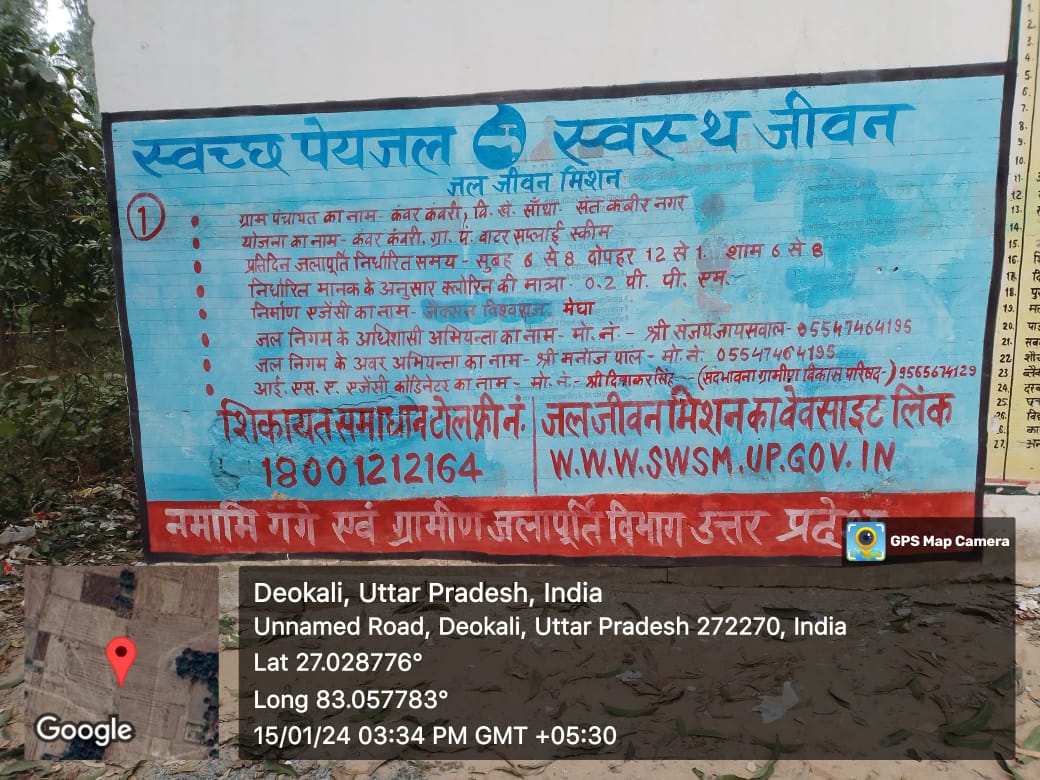 स्वच्छ पेयजल स्वस्थ जीवन
जल जीवन मिशन
1
ग्राम पंचायत का नाम- कंवर कंवरी, वि. खे. साँथा- संत कबीर नगर
योजना का नाम- कंवर कंवरी, ग्रा. पं. वाटर सप्लाई स्कीम
प्रतिदिन जलापूर्ति निर्धारित समय - सुबह 6 से 8 दोपहर 12 से 1 शाम 6 से 8
निर्धारित मानक के अनुसार क्लोरिन की मात्रा- 0.2 पी. पी. एम.
निर्माण एजेंसी का नाम- जैक्सन विश्वराज मेघा
जल निगम के अधिशासी अभियन्ता का नाम- मो. नं. - श्री संजय जायसवाल- 05547464195
जल निगम के अवर अभियन्ता का नाम- श्री मनोज पाल- मो. नं. 05547464195
आई. एस. ए. एजेंसी कोडिनेटर का नाम- मो. नं.- श्री दिवाकर सिंह - (सदभावना ग्रामीण विकास परिषद-) 9565674129
शिकायत समाधान टोल फ्री नं.
18001212164
जल जीवन मिशन का वेवसाइट लिंक
W.W.W.SWSM.UP.GOV.IN
नमामि गंगे एवं ग्रामीण जलापूर्ति विभाग उत्तर प्रदेश
GPS Map Camera
Deokali, Uttar Pradesh, India
Unnamed Road, Deokali, Uttar Pradesh 272270, India
Lat 27.028776°
Long 83.057783°
15/01/24 03:34 PM GMT +05:30
Google